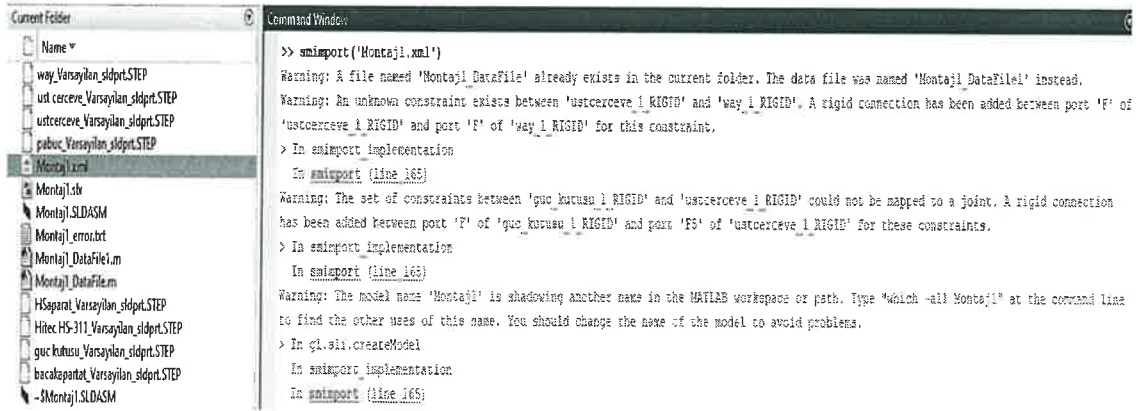 Current Folder
Name
way_Varsayilan_sldprt.STEP
ust cerceve_Varsayilan_sldprt.STEP
ustcerceve_Varsayilan_sldprt.STEP
pabuc_Varsayilan_sldprt.STEP
Montaj1.xml
Montaj1.slx
Montaj1.SLDASM
Montaj1_error.txt
Montaj1_DataFile1.m
Montaj1_DataFile.m
HSaparat_Varsayilan_sldprt.STEP
Hitec HS-311_Varsayilan_sldprt.STEP
guc kutusu_Varsayilan_sldprt.STEP
bacakapartat_Varsayilan_sldprt.STEP
~$Montaj1.SLDASM
Command Window
>> smimport('Montaj1.xml')
Warning: A file named 'Montaj1_DataFile' already exists in the current folder. The data file was named 'Montaj1_DataFile1' instead.
Warning: An unknown constraint exists between 'ustcerceve_1_RIGID' and 'way_1_RIGID'. A rigid connection has been added between port 'F' of
'ustcerceve_1_RIGID' and port 'F' of 'way_1_RIGID' for this constraint.
> In smimport_implementation
In smimport (line 165)
Warning: The set of constraints between 'guc_kutusu_1_RIGID' and 'ustcerceve_1_RIGID' could not be mapped to a joint. A rigid connection
has been added between port 'F' of 'guc_kutusu_1_RIGID' and port 'F5' of 'ustcerceve_1_RIGID' for these constraints.
> In smimport_implementation
In smimport (line 165)
Warning: The model name 'Montaj1' is shadowing another name in the MATLAB workspace or path. Type "which -all Montaj1" at the command line
to find the other uses of this name. You should change the name of the model to avoid problems.
> In gl.sli.createModel
In smimport_implementation
In smimport (line 165)